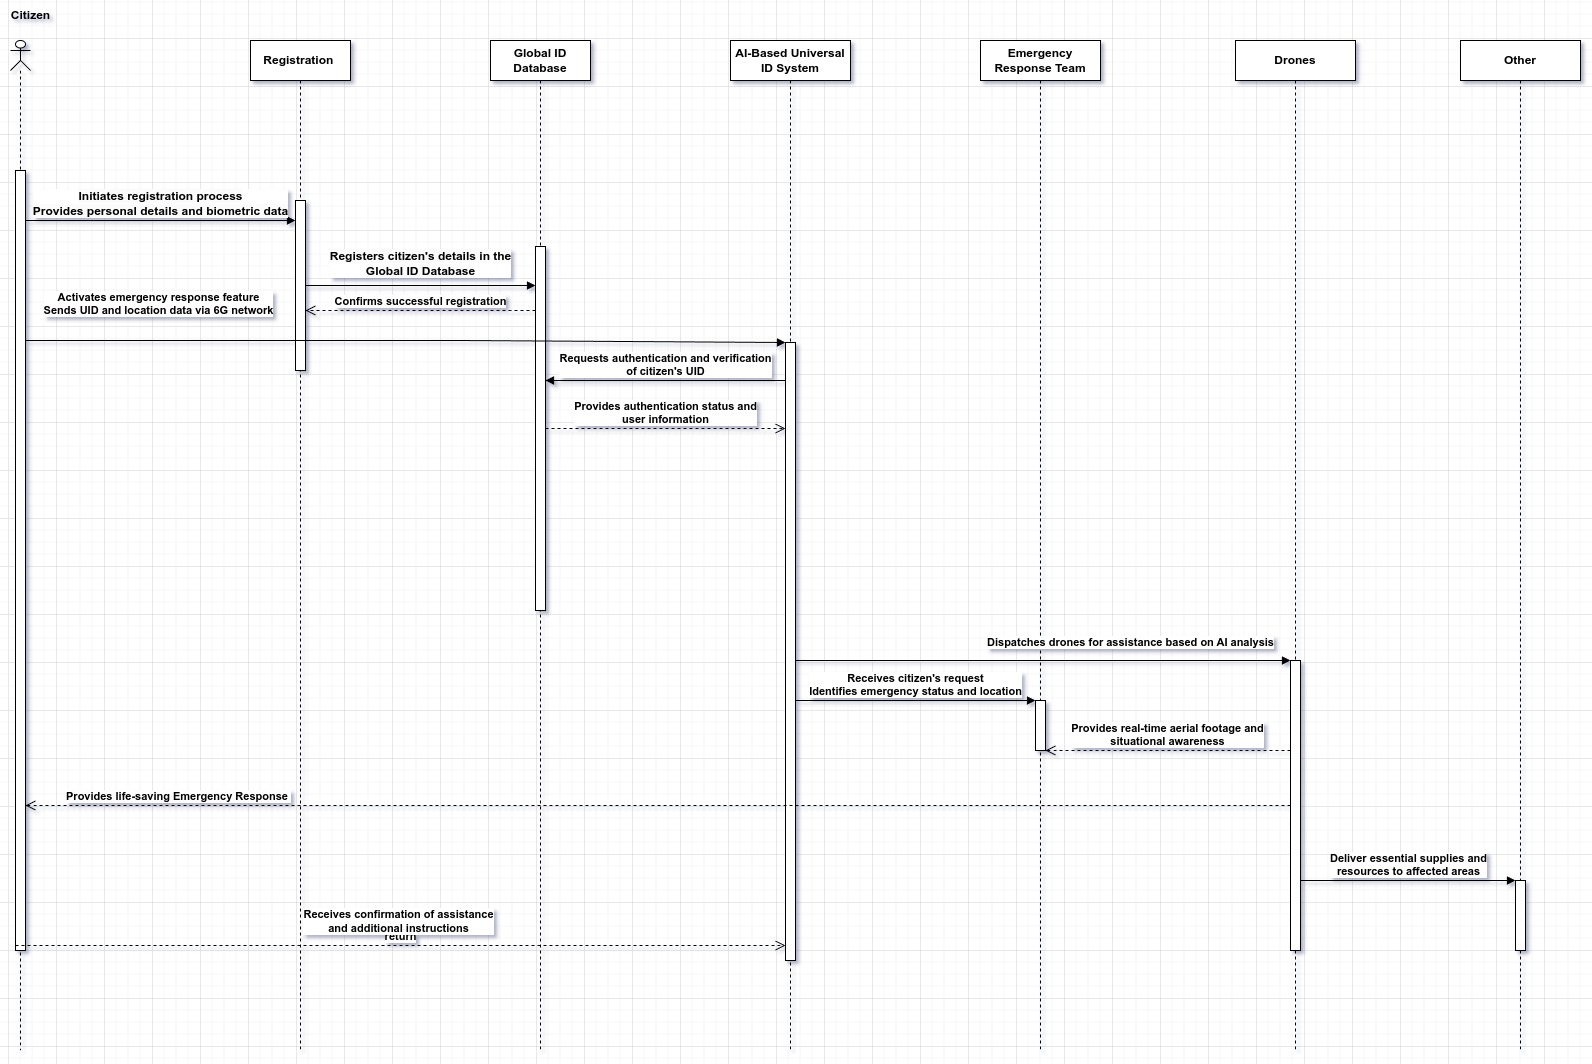 Citizen
Registration
Global ID
Database
AI-Based Universal
ID System
Emergency
Response Team
Drones
Other
Initiates registration process
Provides personal details and biometric data
Registers citizen's details in the
Global ID Database
Activates emergency response feature
Sends UID and location data via 6G network
Confirms successful registration
Requests authentication and verification
of citizen's UID
Provides authentication status and
user information
Dispatches drones for assistance based on AI analysis
Receives citizen's request
Identifies emergency status and location
Provides real-time aerial footage and
situational awareness
Provides life-saving Emergency Response
Deliver essential supplies and
resources to affected areas
Receives confirmation of assistance
and additional instructions
return